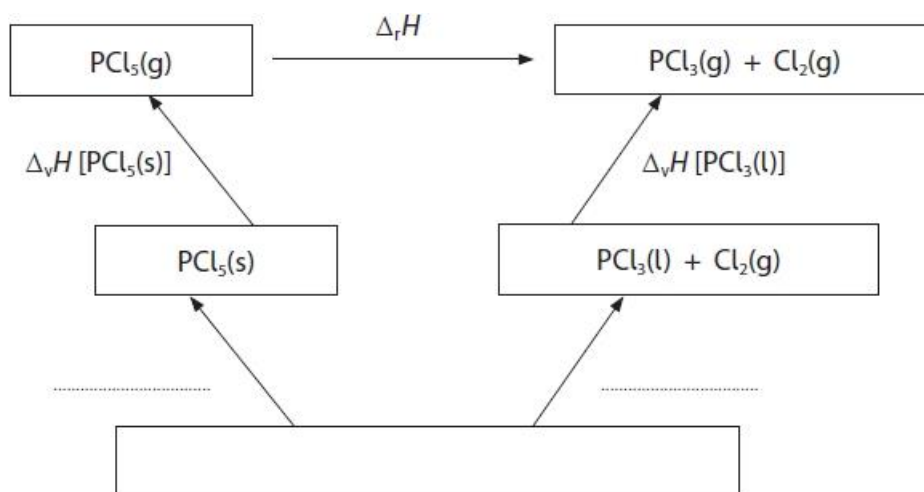 ΔᵣH
PCl₅(g)
PCl₃(g) + Cl₂(g)
ΔᵥH [PCl₅(s)]
ΔᵥH [PCl₃(l)]
PCl₅(s)
PCl₃(l) + Cl₂(g)